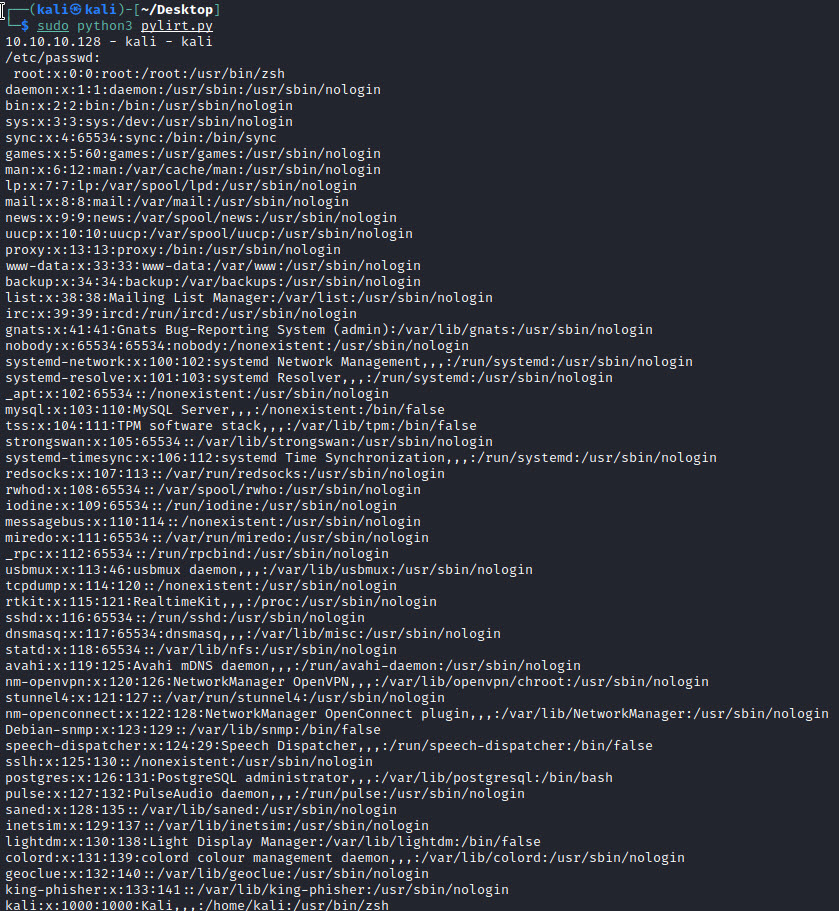 ┌──(kali㉿kali)-[~/Desktop]
└─$ sudo python3 pylirt.py
10.10.10.128 - kali - kali
/etc/passwd:
 root:x:0:0:root:/root:/usr/bin/zsh
daemon:x:1:1:daemon:/usr/sbin:/usr/sbin/nologin
bin:x:2:2:bin:/bin:/usr/sbin/nologin
sys:x:3:3:sys:/dev:/usr/sbin/nologin
sync:x:4:65534:sync:/bin:/bin/sync
games:x:5:60:games:/usr/games:/usr/sbin/nologin
man:x:6:12:man:/var/cache/man:/usr/sbin/nologin
lp:x:7:7:lp:/var/spool/lpd:/usr/sbin/nologin
mail:x:8:8:mail:/var/mail:/usr/sbin/nologin
news:x:9:9:news:/var/spool/news:/usr/sbin/nologin
uucp:x:10:10:uucp:/var/spool/uucp:/usr/sbin/nologin
proxy:x:13:13:proxy:/bin:/usr/sbin/nologin
www-data:x:33:33:www-data:/var/www:/usr/sbin/nologin
backup:x:34:34:backup:/var/backups:/usr/sbin/nologin
list:x:38:38:Mailing List Manager:/var/list:/usr/sbin/nologin
irc:x:39:39:ircd:/run/ircd:/usr/sbin/nologin
gnats:x:41:41:Gnats Bug-Reporting System (admin):/var/lib/gnats:/usr/sbin/nologin
nobody:x:65534:65534:nobody:/nonexistent:/usr/sbin/nologin
systemd-network:x:100:102:systemd Network Management,,,:/run/systemd:/usr/sbin/nologin
systemd-resolve:x:101:103:systemd Resolver,,,:/run/systemd:/usr/sbin/nologin
_apt:x:102:65534::/nonexistent:/usr/sbin/nologin
mysql:x:103:110:MySQL Server,,,:/nonexistent:/bin/false
tss:x:104:111:TPM software stack,,,:/var/lib/tpm:/bin/false
strongswan:x:105:65534::/var/lib/strongswan:/usr/sbin/nologin
systemd-timesync:x:106:112:systemd Time Synchronization,,,:/run/systemd:/usr/sbin/nologin
redsocks:x:107:113::/var/run/redsocks:/usr/sbin/nologin
rwhod:x:108:65534::/var/spool/rwho:/usr/sbin/nologin
iodine:x:109:65534::/run/iodine:/usr/sbin/nologin
messagebus:x:110:114::/nonexistent:/usr/sbin/nologin
miredo:x:111:65534::/var/run/miredo:/usr/sbin/nologin
_rpc:x:112:65534::/run/rpcbind:/usr/sbin/nologin
usbmux:x:113:46:usbmux daemon,,,:/var/lib/usbmux:/usr/sbin/nologin
tcpdump:x:114:120::/nonexistent:/usr/sbin/nologin
rtkit:x:115:121:RealtimeKit,,,:/proc:/usr/sbin/nologin
sshd:x:116:65534::/run/sshd:/usr/sbin/nologin
dnsmasq:x:117:65534:dnsmasq,,,:/var/lib/misc:/usr/sbin/nologin
statd:x:118:65534::/var/lib/nfs:/usr/sbin/nologin
avahi:x:119:125:Avahi mDNS daemon,,,:/run/avahi-daemon:/usr/sbin/nologin
nm-openvpn:x:120:126:NetworkManager OpenVPN,,,:/var/lib/openvpn/chroot:/usr/sbin/nologin
stunnel4:x:121:127::/var/run/stunnel4:/usr/sbin/nologin
nm-openconnect:x:122:128:NetworkManager OpenConnect plugin,,,:/var/lib/NetworkManager:/usr/sbin/nologin
Debian-snmp:x:123:129::/var/lib/snmp:/bin/false
speech-dispatcher:x:124:29:Speech Dispatcher,,,:/run/speech-dispatcher:/bin/false
sslh:x:125:130::/nonexistent:/usr/sbin/nologin
postgres:x:126:131:PostgreSQL administrator,,,:/var/lib/postgresql:/bin/bash
pulse:x:127:132:PulseAudio daemon,,,:/run/pulse:/usr/sbin/nologin
saned:x:128:135::/var/lib/saned:/usr/sbin/nologin
inetsim:x:129:137::/var/lib/inetsim:/usr/sbin/nologin
lightdm:x:130:138:Light Display Manager:/var/lib/lightdm:/bin/false
colord:x:131:139:colord colour management daemon,,,:/var/lib/colord:/usr/sbin/nologin
geoclue:x:132:140::/var/lib/geoclue:/usr/sbin/nologin
king-phisher:x:133:141::/var/lib/king-phisher:/usr/sbin/nologin
kali:x:1000:1000:Kali,,,:/home/kali:/usr/bin/zsh